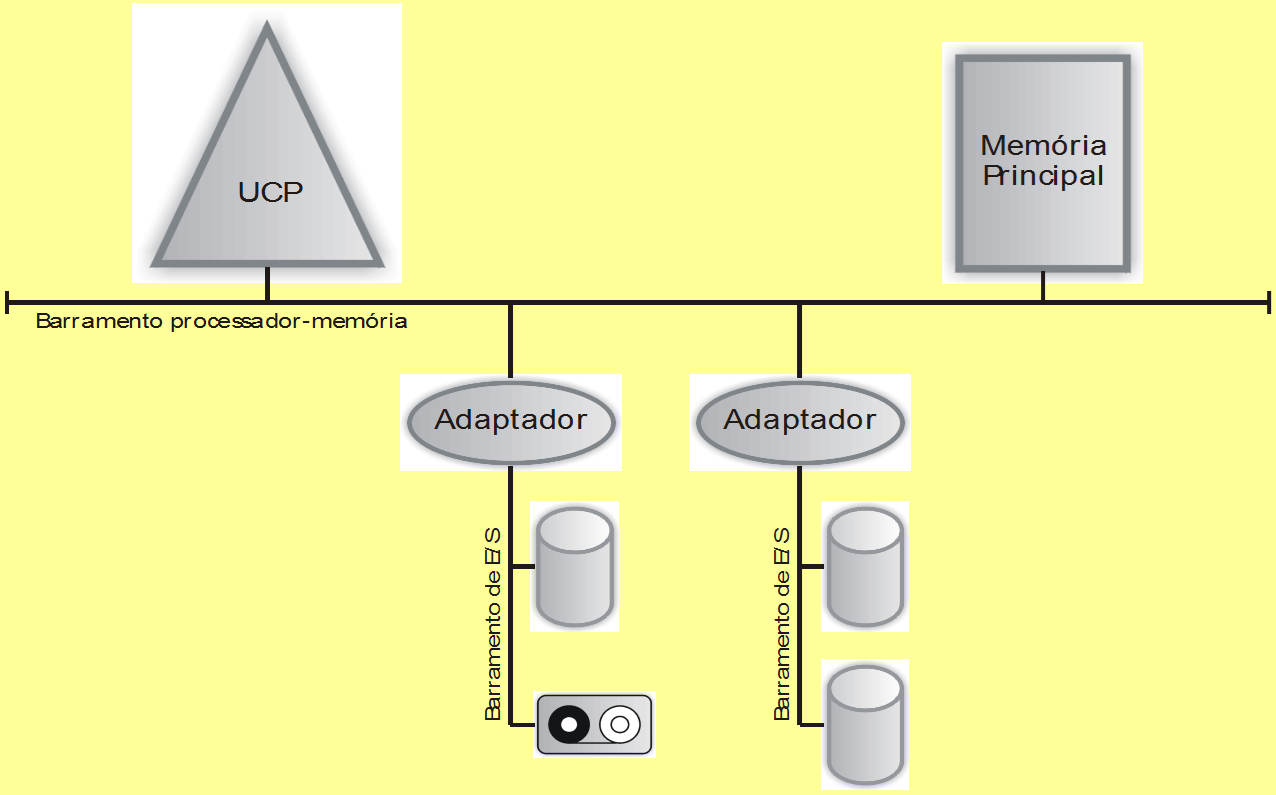 UCP
Memória
Principal
Barramento processador-memória
Adaptador
Adaptador
Barramento de E/S
Barramento de E/S